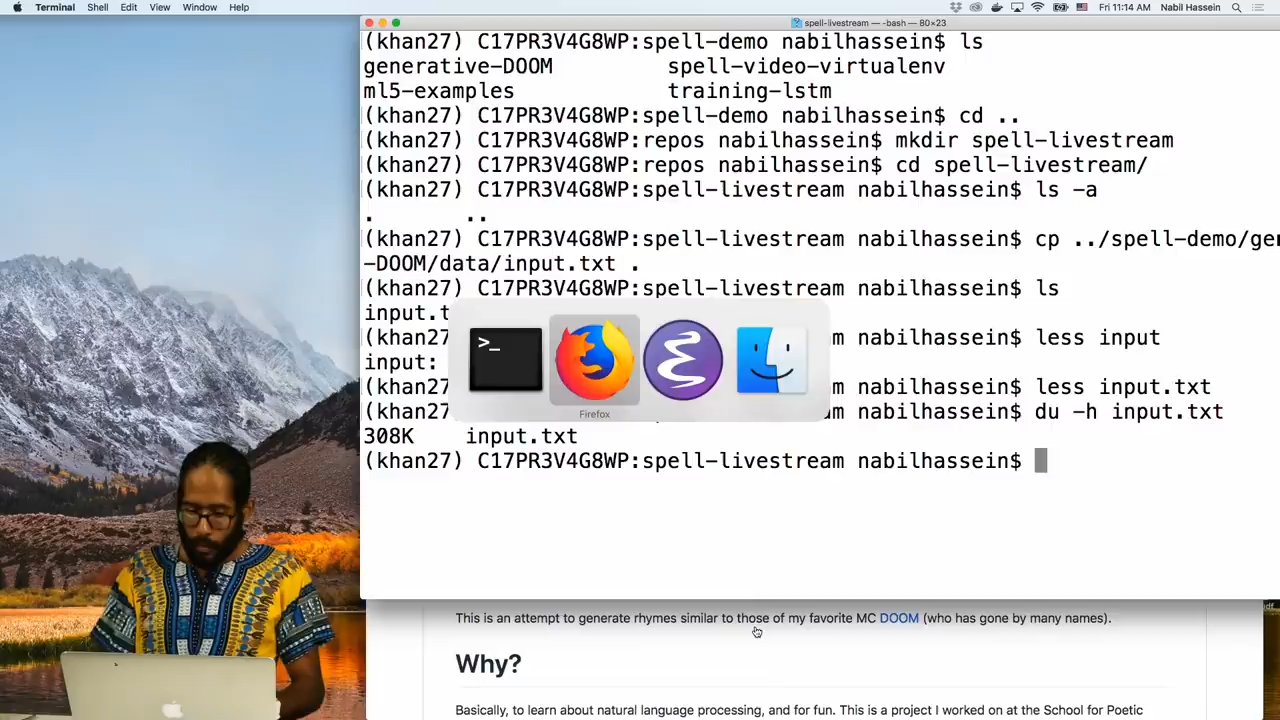 Terminal Shell Edit View Window Help Fri 11:14 AM Nabil Hassein
spell-livestream — -bash — 80×23
(khan27) C17PR3V4G8WP:spell-demo nabilhassein$ ls
generative-DOOM spell-video-virtualenv
ml5-examples training-lstm
(khan27) C17PR3V4G8WP:spell-demo nabilhassein$ cd ..
(khan27) C17PR3V4G8WP:repos nabilhassein$ mkdir spell-livestream
(khan27) C17PR3V4G8WP:repos nabilhassein$ cd spell-livestream/
(khan27) C17PR3V4G8WP:spell-livestream nabilhassein$ ls -a
. ..
(khan27) C17PR3V4G8WP:spell-livestream nabilhassein$ cp ../spell-demo/gen
-DOOM/data/input.txt .
(khan27) C17PR3V4G8WP:spell-livestream nabilhassein$ ls
input.t
am nabilhassein$ less input
input:
am nabilhassein$ less input.txt
am nabilhassein$ du -h input.txt
308K input.txt
(khan27) C17PR3V4G8WP:spell-livestream nabilhassein$
>_
Firefox
This is an attempt to generate rhymes similar to those of my favorite MC DOOM (who has gone by many names).
Why?
Basically, to learn about natural language processing, and for fun. This is a project I worked on at the School for Poetic